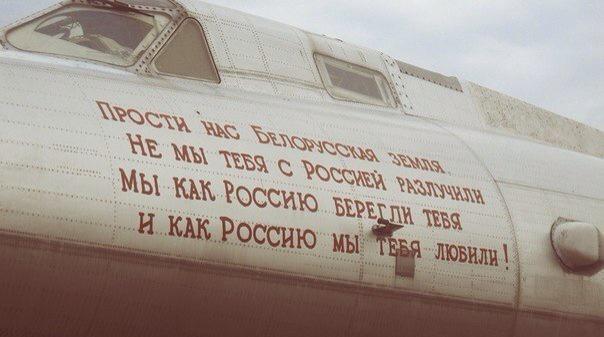 Прости нас Белорусская земля
Не мы тебя с Россией разлучили
Мы как Россию берегли тебя
И как Россию мы тебя любили!